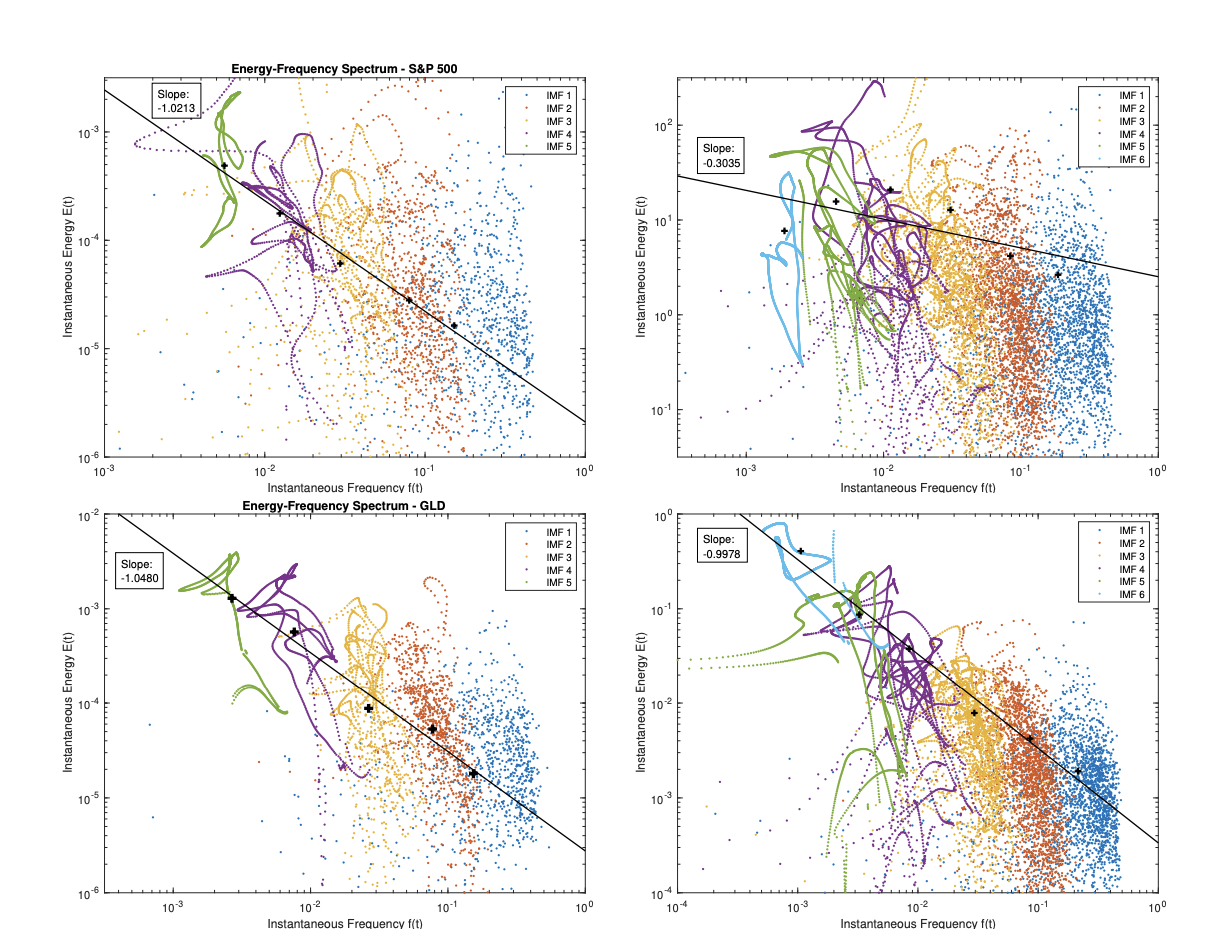 Energy-Frequency Spectrum - S&P 500
Slope:
-1.0213
IMF 1
IMF 2
IMF 3
IMF 4
IMF 5
10^-3
10^-4
10^-5
10^-6
Instantaneous Energy E(t)
10^-3
10^-2
10^-1
10^0
Instantaneous Frequency f(t)
Slope:
-0.3035
IMF 1
IMF 2
IMF 3
IMF 4
IMF 5
IMF 6
10^2
10^1
10^0
10^-1
Instantaneous Energy E(t)
10^-3
10^-2
10^-1
10^0
Instantaneous Frequency f(t)
Energy-Frequency Spectrum - GLD
Slope:
-1.0480
IMF 1
IMF 2
IMF 3
IMF 4
IMF 5
10^-2
10^-3
10^-4
10^-5
10^-6
Instantaneous Energy E(t)
10^-3
10^-2
10^-1
10^0
Instantaneous Frequency f(t)
Slope:
-0.9978
IMF 1
IMF 2
IMF 3
IMF 4
IMF 5
IMF 6
10^0
10^-1
10^-2
10^-3
10^-4
Instantaneous Energy E(t)
10^-4
10^-3
10^-2
10^-1
10^0
Instantaneous Frequency f(t)